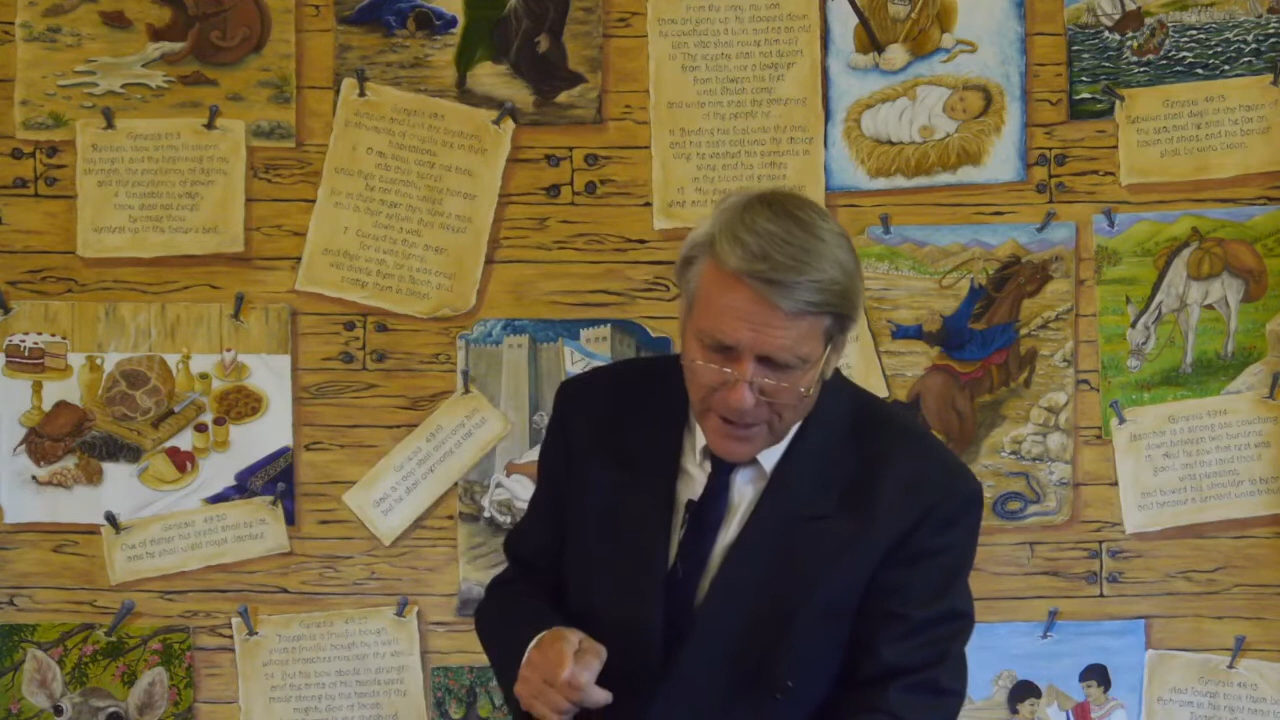 Genesis 49:3
Reuben, thou art my firstborn,
my might, and the beginning of my
strength, the excellency of dignity,
and the excellency of power:
4 Unstable as water,
thou shalt not excel;
because thou
wentest up to thy father's bed.
Genesis 49:5
Simeon and Levi are brethren;
instruments of cruelty are in their
habitations.
O my soul, come not thou
into their secret;
unto their assembly, mine honour
be not thou united:
for in their anger they slew a man,
and in their selfwill they digged
down a wall.
7 Cursed be their anger,
for it was fierce;
and their wrath, for it was cruel
will divide them in Jacob, and
scatter them in Israel.
from the prey, my son,
thou art gone up: he stooped down,
he couched as a lion, and as an old
lion; who shall rouse him up?
10 The sceptre shall not depart
from Judah, nor a lawgiver
from between his feet
until Shiloh come;
and unto him shall the gathering
of the people be...
11 Binding his foal unto the vine,
and his ass's colt unto the choice
vine; he washed his garments in
wine, and his clothes
in the blood of grapes
His eyes
Genesis 49:13
Zebulun shall dwell at the haven of
the sea; and he shall be for an
haven of ships; and his border
shall be unto Zidon.
Genesis 49:14
Issachar is a strong ass couching
down between two burdens
15 And he saw that rest was
good, and the land that it
was pleasant;
and bowed his shoulder to be
and became a servant unto
Genesis 49:19
Gad, a troop shall overcome him:
but he shall overcome at the last.
Genesis 49:20
Out of Asher his bread shall be fat,
and he shall yield royal dainties.
Genesis 49:22
Joseph is a fruitful bough,
even a fruitful bough by a well
whose branches run over the
24 But his bow abode in strength,
and the arms of his hands were
made strong by the hands of the
mighty God of Jacob
the shepherd
Genesis 48:13
And Joseph took them
Ephraim in his right hand